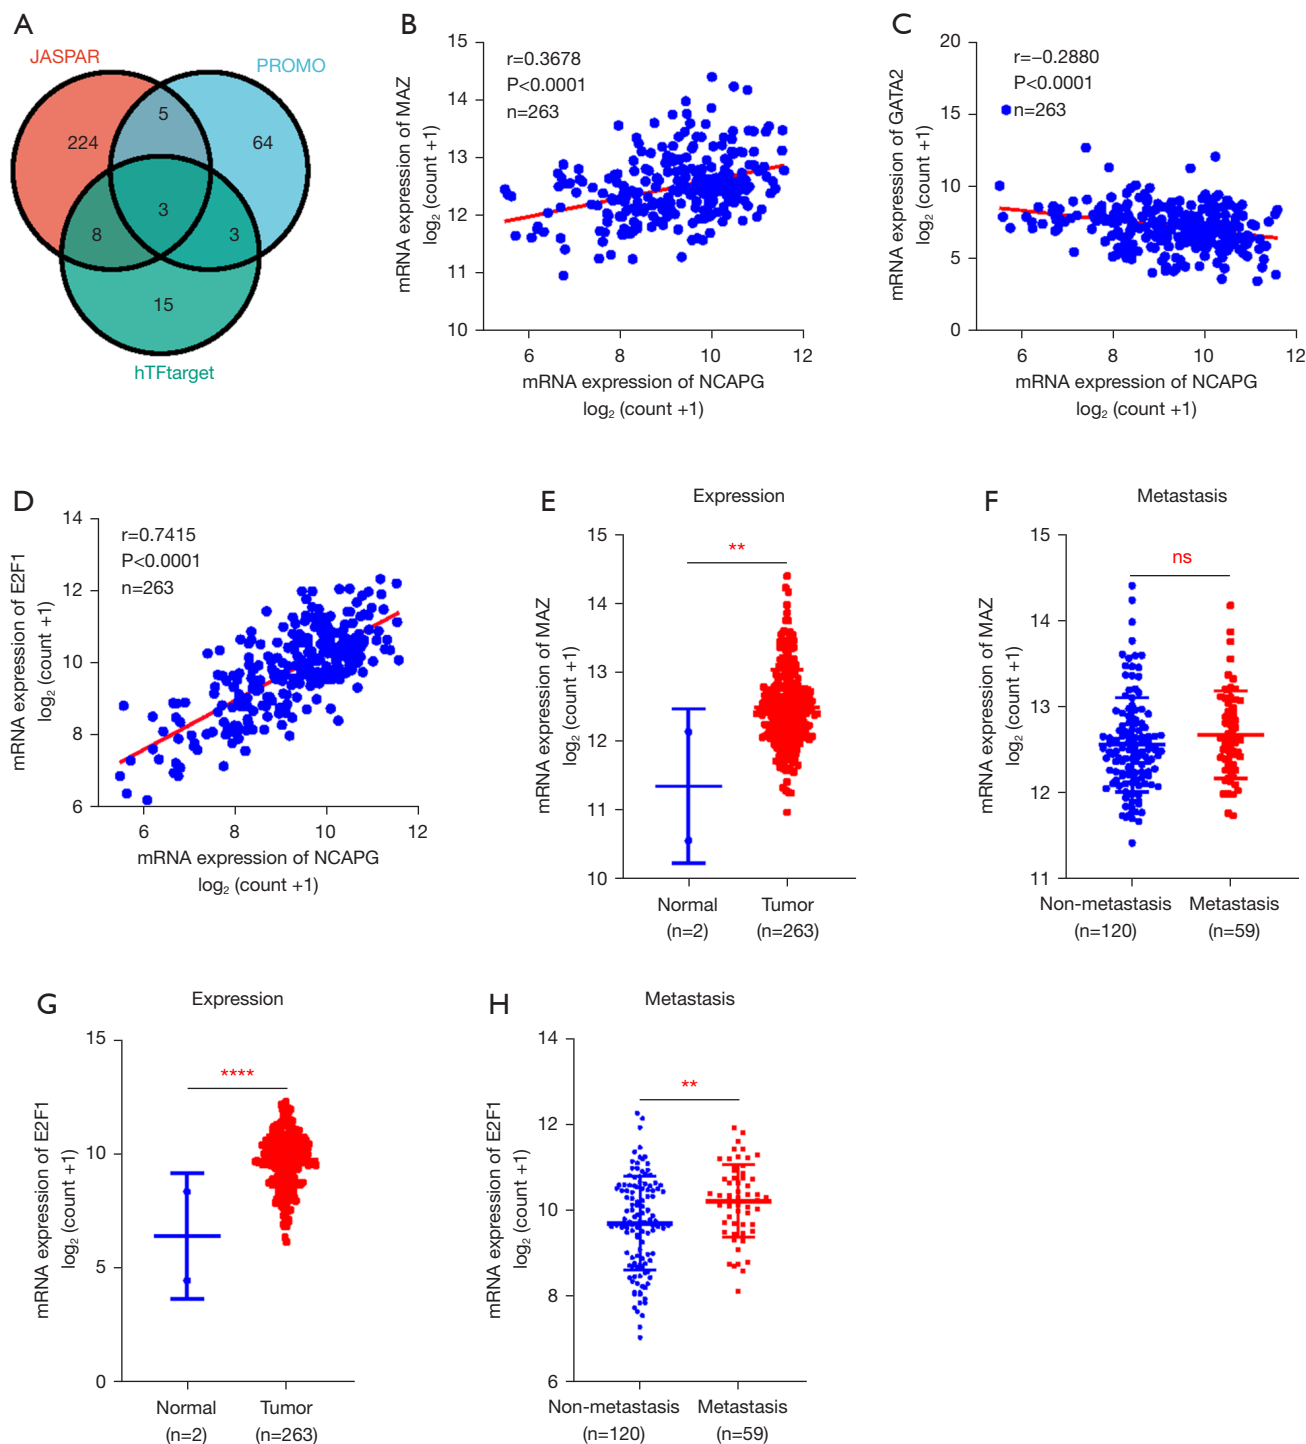 A
JASPAR
PROMO
5
224
64
3
8
3
15
hTFtarget
B
mRNA expression of MAZ
log₂ (count +1)
15
14
13
12
11
10
r=0.3678
P<0.0001
n=263
6
8
10
12
mRNA expression of NCAPG
log₂ (count +1)
C
mRNA expression of GATA2
log₂ (count +1)
20
15
10
5
0
r=−0.2880
P<0.0001
n=263
6
8
10
12
mRNA expression of NCAPG
log₂ (count +1)
D
mRNA expression of E2F1
log₂ (count +1)
14
12
10
8
6
r=0.7415
P<0.0001
n=263
6
8
10
12
mRNA expression of NCAPG
log₂ (count +1)
E
Expression
mRNA expression of MAZ
log₂ (count +1)
15
14
13
12
11
10
**
Normal
(n=2)
Tumor
(n=263)
F
Metastasis
mRNA expression of MAZ
log₂ (count +1)
15
14
13
12
11
ns
Non-metastasis
(n=120)
Metastasis
(n=59)
G
Expression
mRNA expression of E2F1
log₂ (count +1)
15
10
5
0
****
Normal
(n=2)
Tumor
(n=263)
H
Metastasis
mRNA expression of E2F1
log₂ (count +1)
14
12
10
8
6
**
Non-metastasis
(n=120)
Metastasis
(n=59)